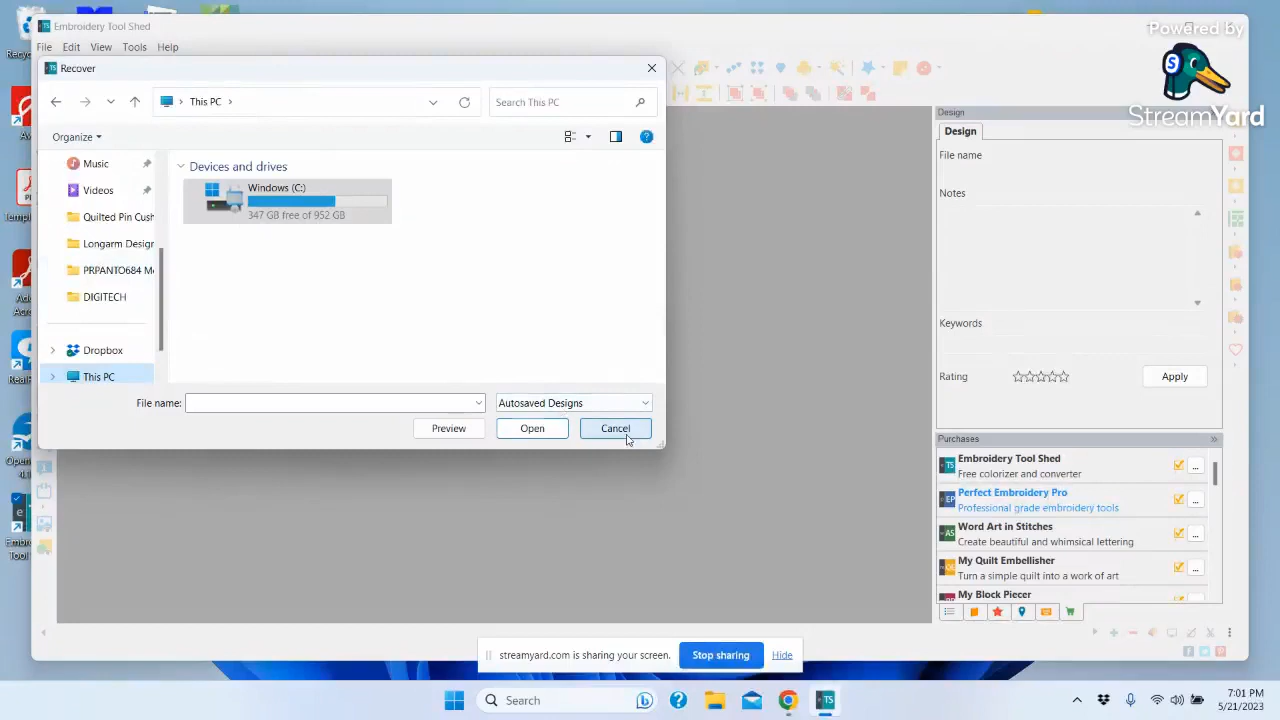 Embroidery Tool Shed
File Edit View Tools Help
Powered by
StreamYard
Recover
This PC
Search This PC
Organize
Music
Videos
Quilted Pin Cush
Longarm Design
PRPANTO684 M
DIGITECH
Dropbox
This PC
Devices and drives
Windows (C:)
347 GB free of 952 GB
File name:
Autosaved Designs
Preview Open Cancel
Design
Design
File name
Notes
Keywords
Rating
Apply
Purchases
Embroidery Tool Shed
Free colorizer and converter
Perfect Embroidery Pro
Professional grade embroidery tools
Word Art in Stitches
Create beautiful and whimsical lettering
My Quilt Embellisher
Turn a simple quilt into a work of art
My Block Piecer
streamyard.com is sharing your screen.
Stop sharing
Hide
Search
7:01 PM
5/21/2023